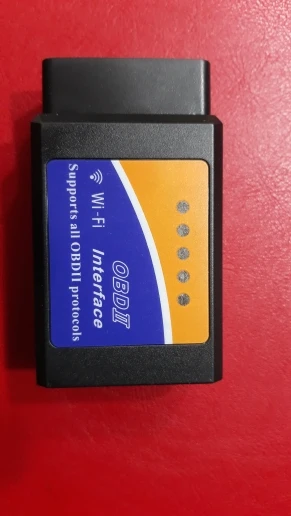 OBDII
Interface
Wi-Fi
Supports all OBDII protocols